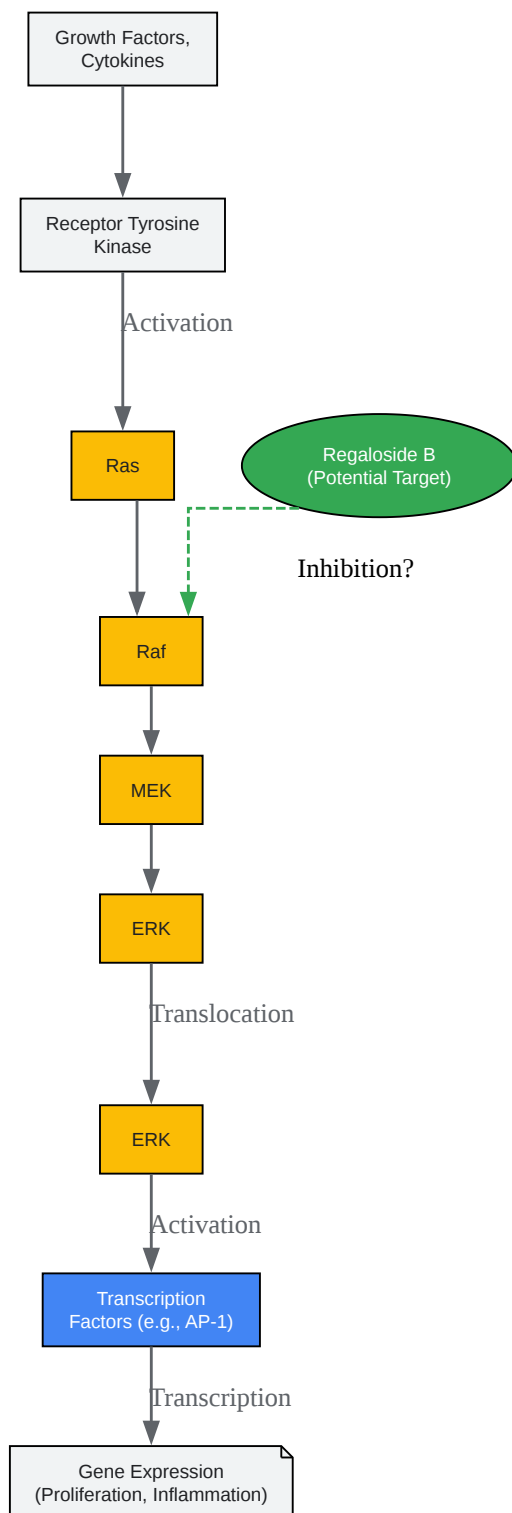 Growth Factors,
Cytokines
Receptor Tyrosine
Kinase
Activation
Ras
Regaloside B
(Potential Target)
Inhibition?
Raf
MEK
ERK
Translocation
ERK
Activation
Transcription
Factors (e.g., AP-1)
Transcription
Gene Expression
(Proliferation, Inflammation)